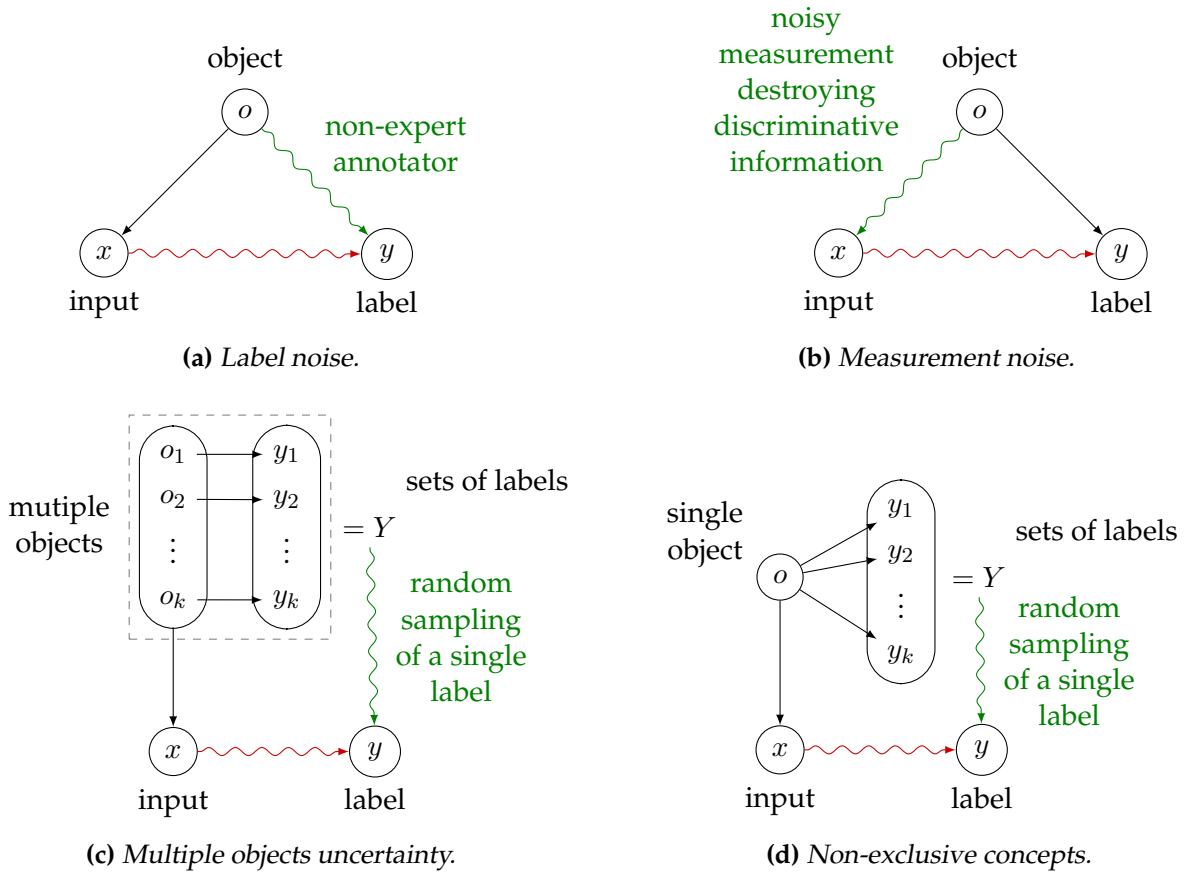 object
o
non-expert
annotator
x
y
input
label
(a) Label noise.
noisy
measurement
destroying
discriminative
information
object
o
x
y
input
label
(b) Measurement noise.
mutiple
objects
o₁
o₂
⋮
oₖ
y₁
y₂
⋮
yₖ
= Y
sets of labels
random
sampling
of a single
label
x
y
input
label
(c) Multiple objects uncertainty.
single
object
o
y₁
y₂
⋮
yₖ
= Y
sets of labels
random
sampling
of a single
label
x
y
input
label
(d) Non-exclusive concepts.